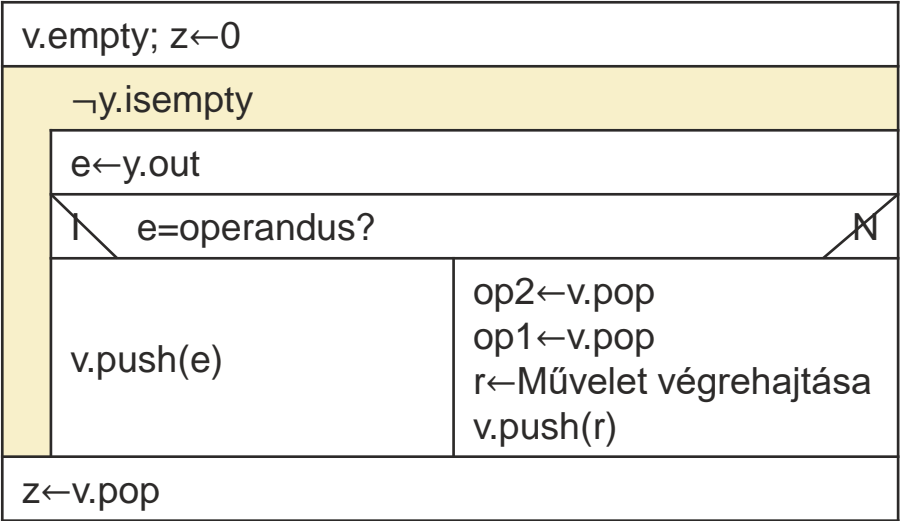 v.empty; z←0
¬y.isempty
e←y.out
I e=operandus? N
v.push(e)
op2←v.pop
op1←v.pop
r←Művelet végrehajtása
v.push(r)
z←v.pop